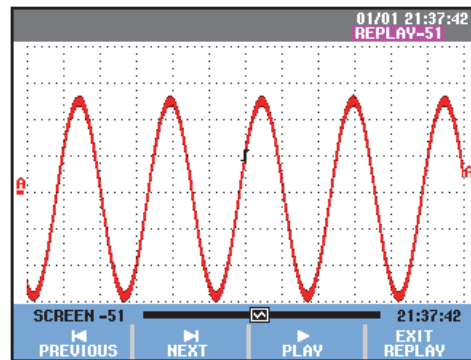 01/01 21:37:42
REPLAY-51
A
A
SCREEN -51 21:37:42
PREVIOUS NEXT PLAY EXIT REPLAY